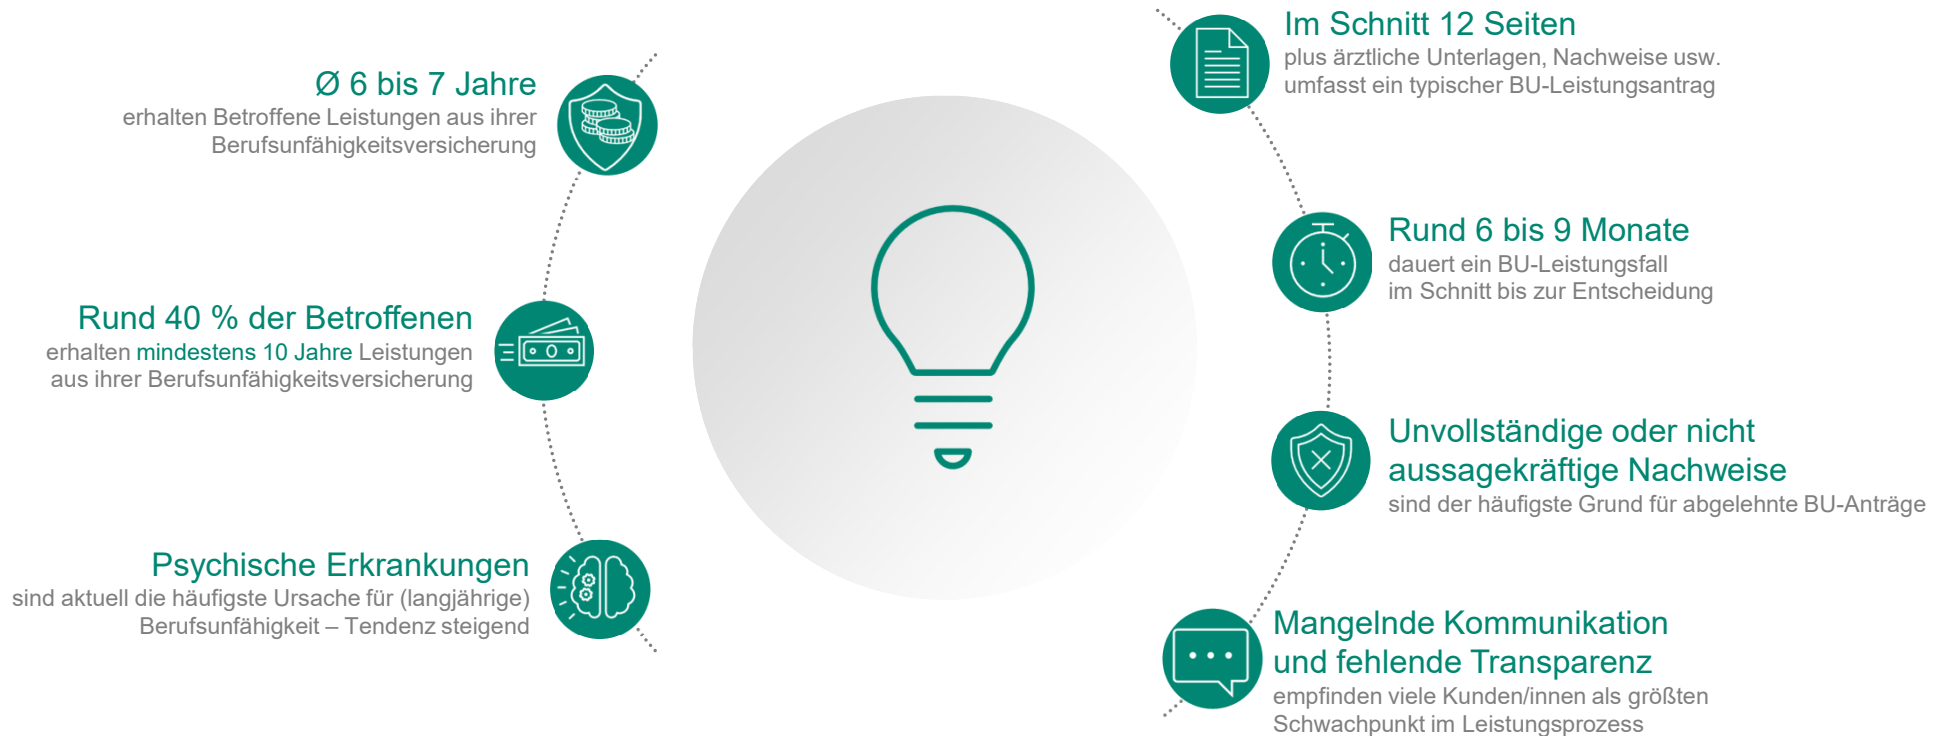 Ø 6 bis 7 Jahre
erhalten Betroffene Leistungen aus ihrer
Berufsunfähigkeitsversicherung
Rund 40 % der Betroffenen
erhalten mindestens 10 Jahre Leistungen
aus ihrer Berufsunfähigkeitsversicherung
Psychische Erkrankungen
sind aktuell die häufigste Ursache für (langjährige)
Berufsunfähigkeit – Tendenz steigend
Im Schnitt 12 Seiten
plus ärztliche Unterlagen, Nachweise usw.
umfasst ein typischer BU-Leistungsantrag
Rund 6 bis 9 Monate
dauert ein BU-Leistungsfall
im Schnitt bis zur Entscheidung
Unvollständige oder nicht
aussagekräftige Nachweise
sind der häufigste Grund für abgelehnte BU-Anträge
Mangelnde Kommunikation
und fehlende Transparenz
empfinden viele Kunden/innen als größten
Schwachpunkt im Leistungsprozess